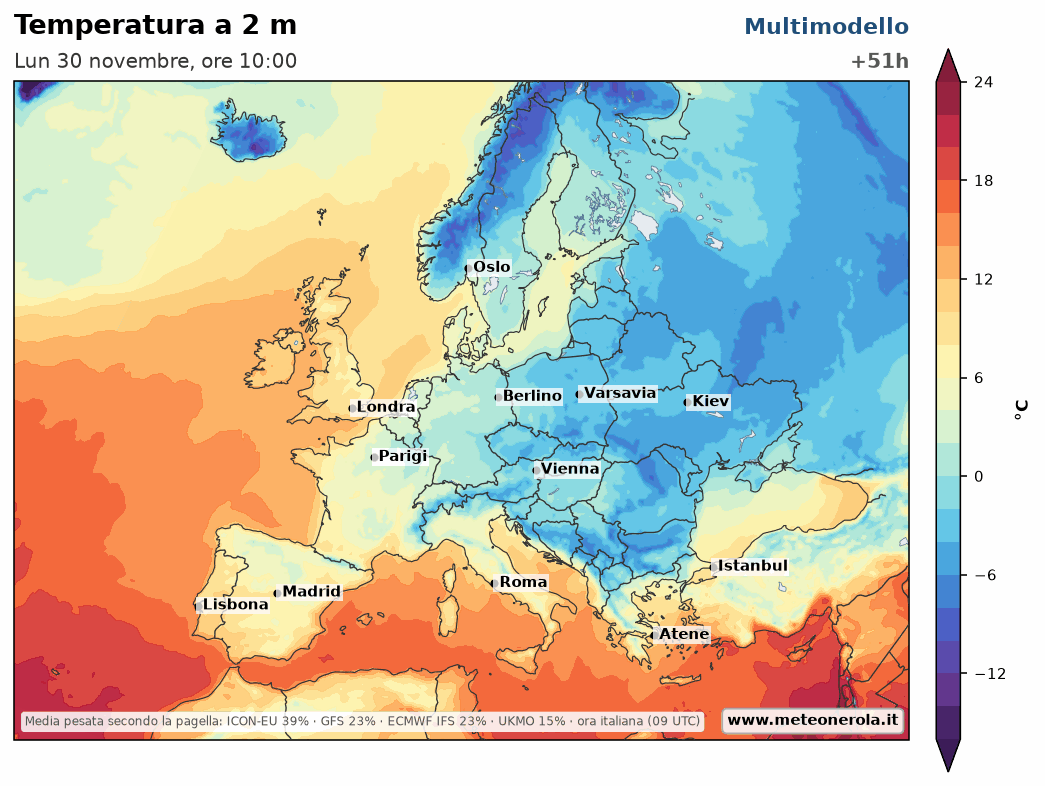 Temperatura a 2 m
Multimodello
Lun 30 novembre, ore 10:00
+51h
24
18
12
6
0
−6
−12
°C
Oslo
Berlino
Varsavia
Kiev
Londra
Parigi
Vienna
Istanbul
Roma
Madrid
Lisbona
Atene
Media pesata secondo la pagella: ICON-EU 39% · GFS 23% · ECMWF IFS 23% · UKMO 15% · ora italiana (09 UTC)
www.meteonerola.it